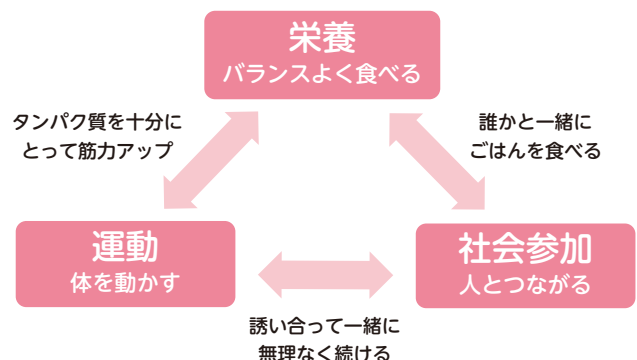 栄養
バランスよく食べる
タンパク質を十分に
とって筋力アップ
誰かと一緒に
ごはんを食べる
運動
体を動かす
社会参加
人とつながる
誘い合って一緒に
無理なく続ける